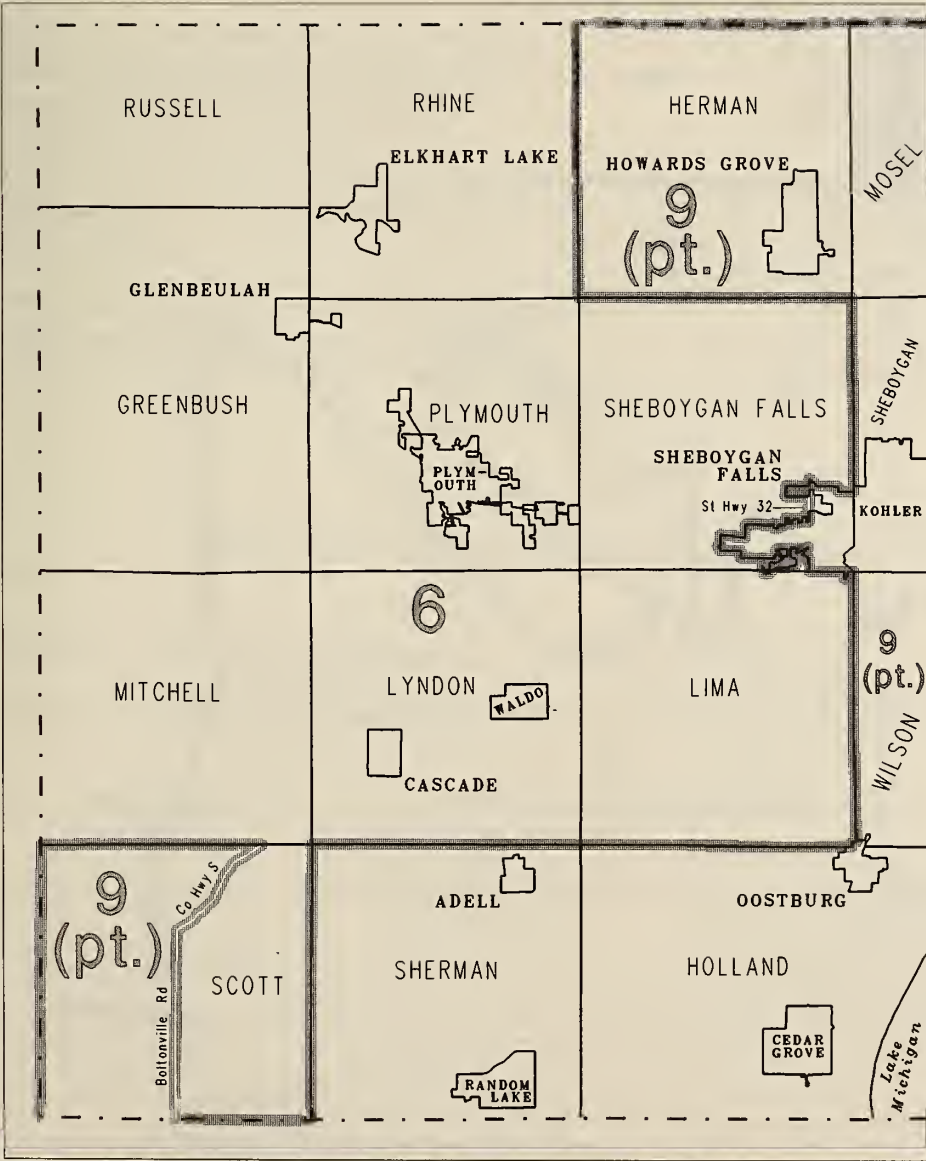 RUSSELL
RHINE
HERMAN
MOSEL
ELKHART LAKE
HOWARDS GROVE
9
(pt.)
GLENBEULAH
GREENBUSH
PLYMOUTH
PLYM-
OUTH
SHEBOYGAN FALLS
SHEBOYGAN
SHEBOYGAN
FALLS
St Hwy 32
KOHLER
6
MITCHELL
LYNDON
WALDO
CASCADE
LIMA
9
(pt.)
WILSON
9
(pt.)
Co Hwy S
Boltonville Rd
SCOTT
ADELL
SHERMAN
RANDOM
LAKE
OOSTBURG
HOLLAND
CEDAR
GROVE
Lake
Michigan